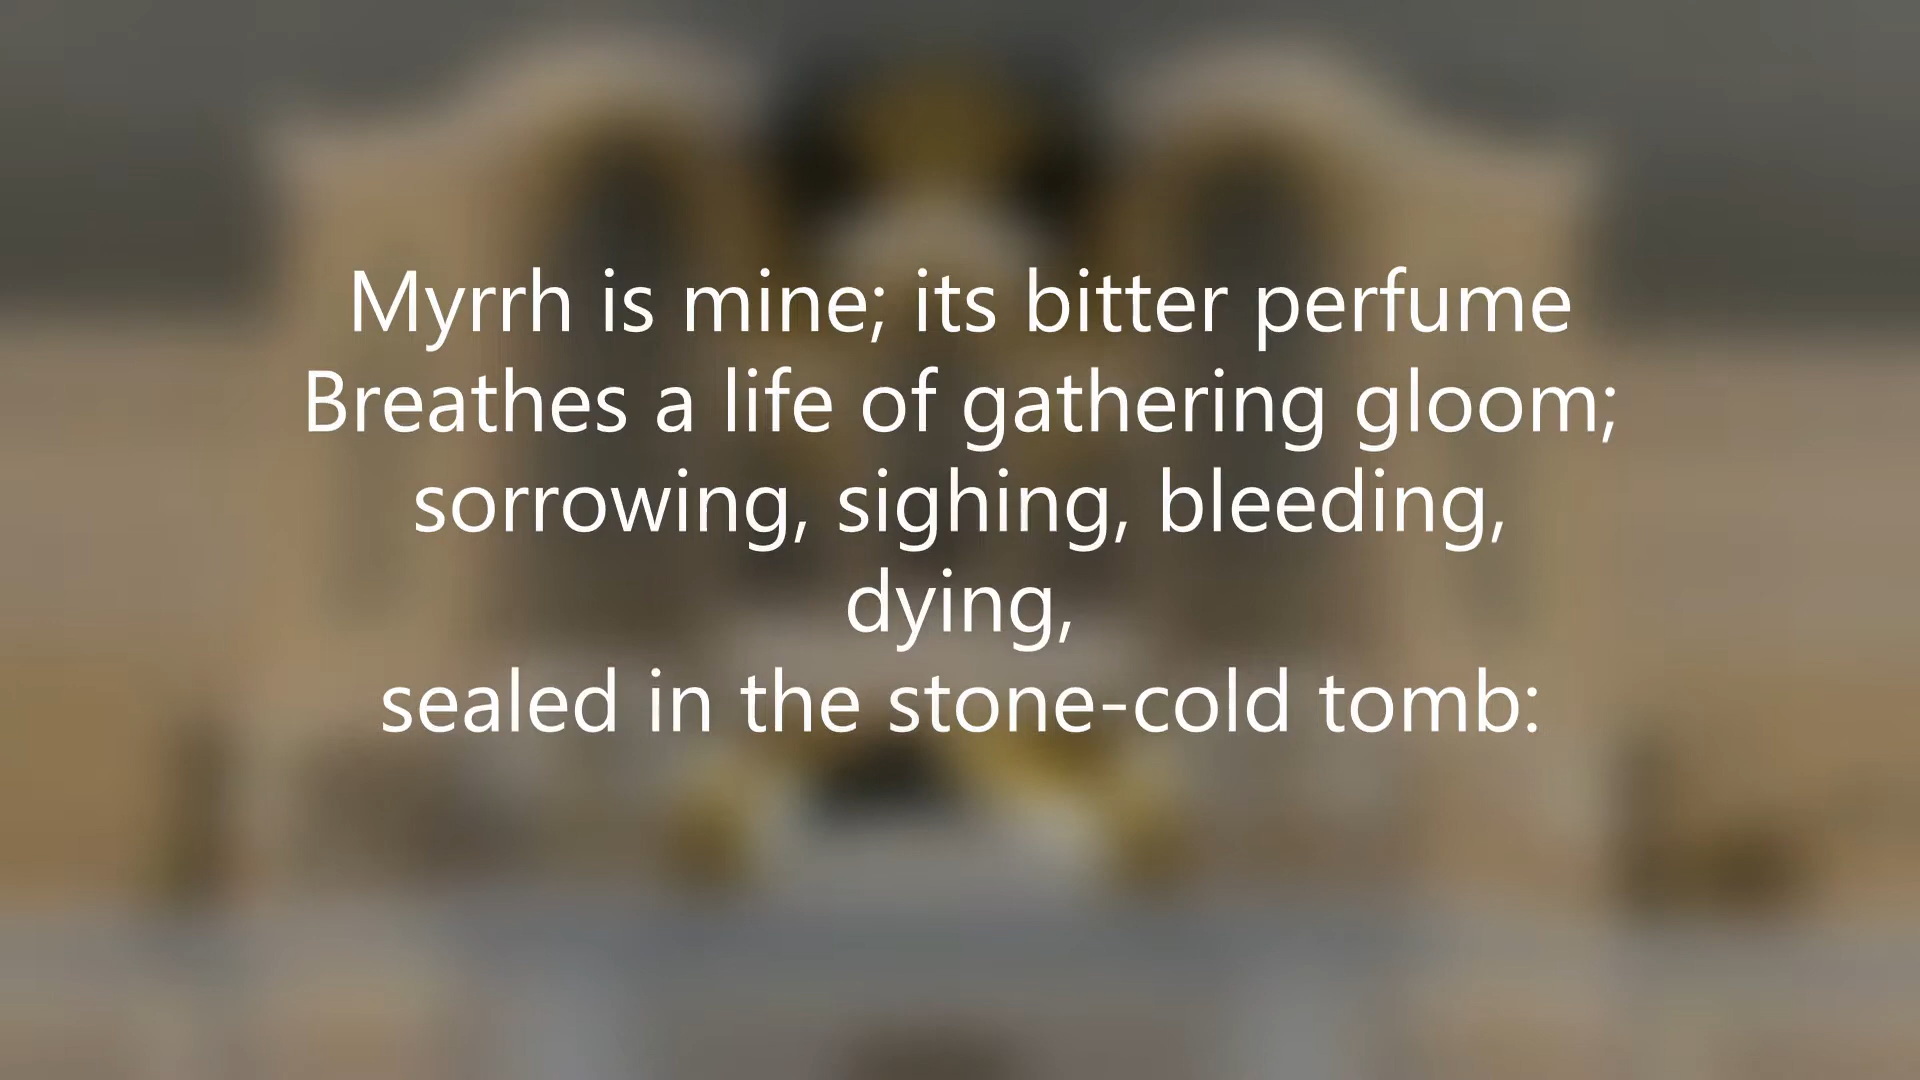 Myrrh is mine; its bitter perfume
Breathes a life of gathering gloom;
sorrowing, sighing, bleeding,
dying,
sealed in the stone-cold tomb: